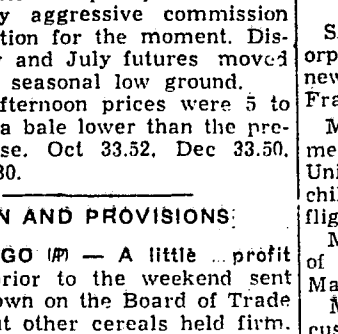 y aggressive commission
tion for the moment. Dis-
r and July futures moved
seasonal low ground.
fternoon prices were 5 to
a bale lower than the pre-
se. Oct 33.52, Dec 33.50,
30.
N AND PROVISIONS
GO (P) — A little profit
rior to the weekend sent
own on the Board of Trade
t other cereals held firm.
S
orp
new
Fra
M
me
Uni
chil
flig
M
of
Ma
M
cus